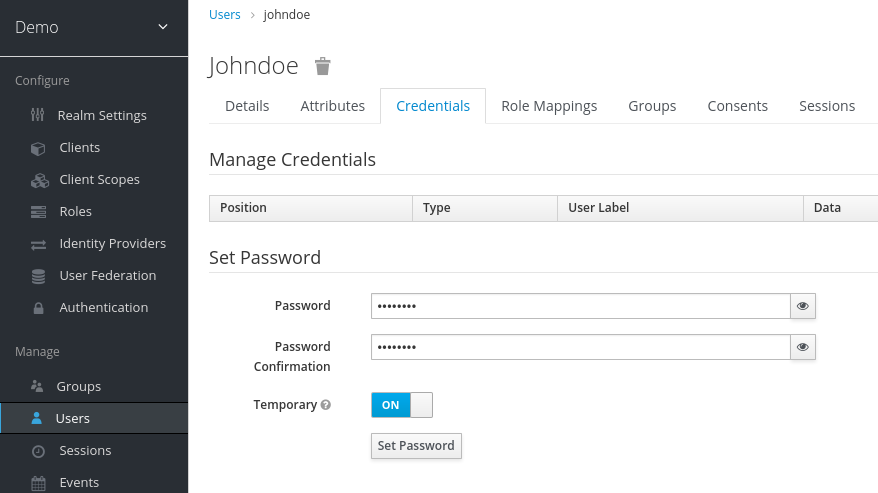 Demo
Configure
Realm Settings
Clients
Client Scopes
Roles
Identity Providers
User Federation
Authentication
Manage
Groups
Users
Sessions
Events
Users › johndoe
Johndoe
Details Attributes Credentials Role Mappings Groups Consents Sessions
Manage Credentials
Position Type User Label Data
Set Password
Password ••••••••
Password ••••••••
Confirmation
Temporary ON
Set Password